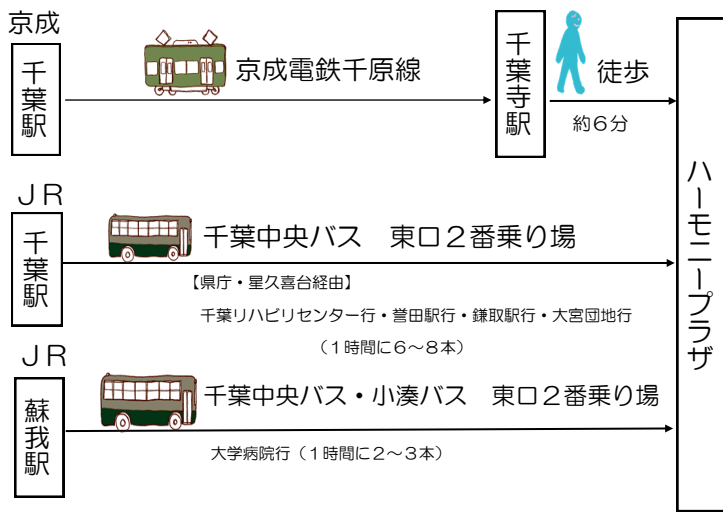 京成
千葉駅
京成電鉄千原線
千葉寺駅
徒歩
約6分
ハーモニープラザ
ＪＲ
千葉駅
千葉中央バス　東口２番乗り場
【県庁・星久喜台経由】
千葉リハビリセンター行・誉田駅行・鎌取駅行・大宮団地行
（１時間に６～８本）
ＪＲ
蘇我駅
千葉中央バス・小湊バス　東口２番乗り場
大学病院行（１時間に２～３本）